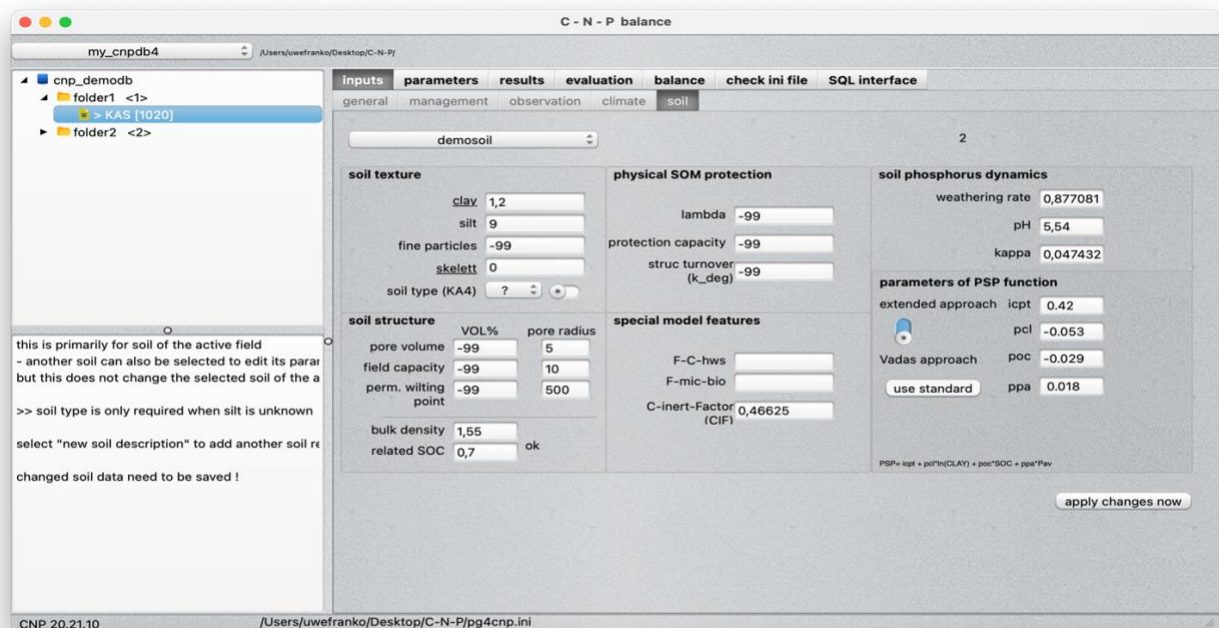 C - N - P balance
my_cnpdb4
/Users/uwefranko/Desktop/C-N-P/
cnp_demodb
folder1 <1>
> KAS [1020]
folder2 <2>
inputs parameters results evaluation balance check ini file SQL interface
general management observation climate soil
demosoil
2
soil texture
clay 1,2
silt 9
fine particles -99
skelett 0
soil type (KA4) ?
physical SOM protection
lambda -99
protection capacity -99
struc turnover -99
(k_deg)
soil phosphorus dynamics
weathering rate 0,877081
pH 5,54
kappa 0,047432
soil structure
VOL% pore radius
pore volume -99 5
field capacity -99 10
perm. wilting -99 500
point
bulk density 1,55
related SOC 0,7 ok
special model features
F-C-hws
F-mic-bio
C-inert-Factor 0,46625
(CIF)
parameters of PSP function
extended approach icpt 0.42
pcl -0.053
Vadas approach poc -0.029
use standard ppa 0.018
PSP= icpt + pcl*ln(CLAY) + poc*SOC + ppa*Pav
apply changes now
this is primarily for soil of the active field
- another soil can also be selected to edit its parar
but this does not change the selected soil of the a
>> soil type is only required when silt is unknown
select "new soil description" to add another soil re
changed soil data need to be saved !
CNP 20.21.10
/Users/uwefranko/Desktop/C-N-P/pg4cnp.ini